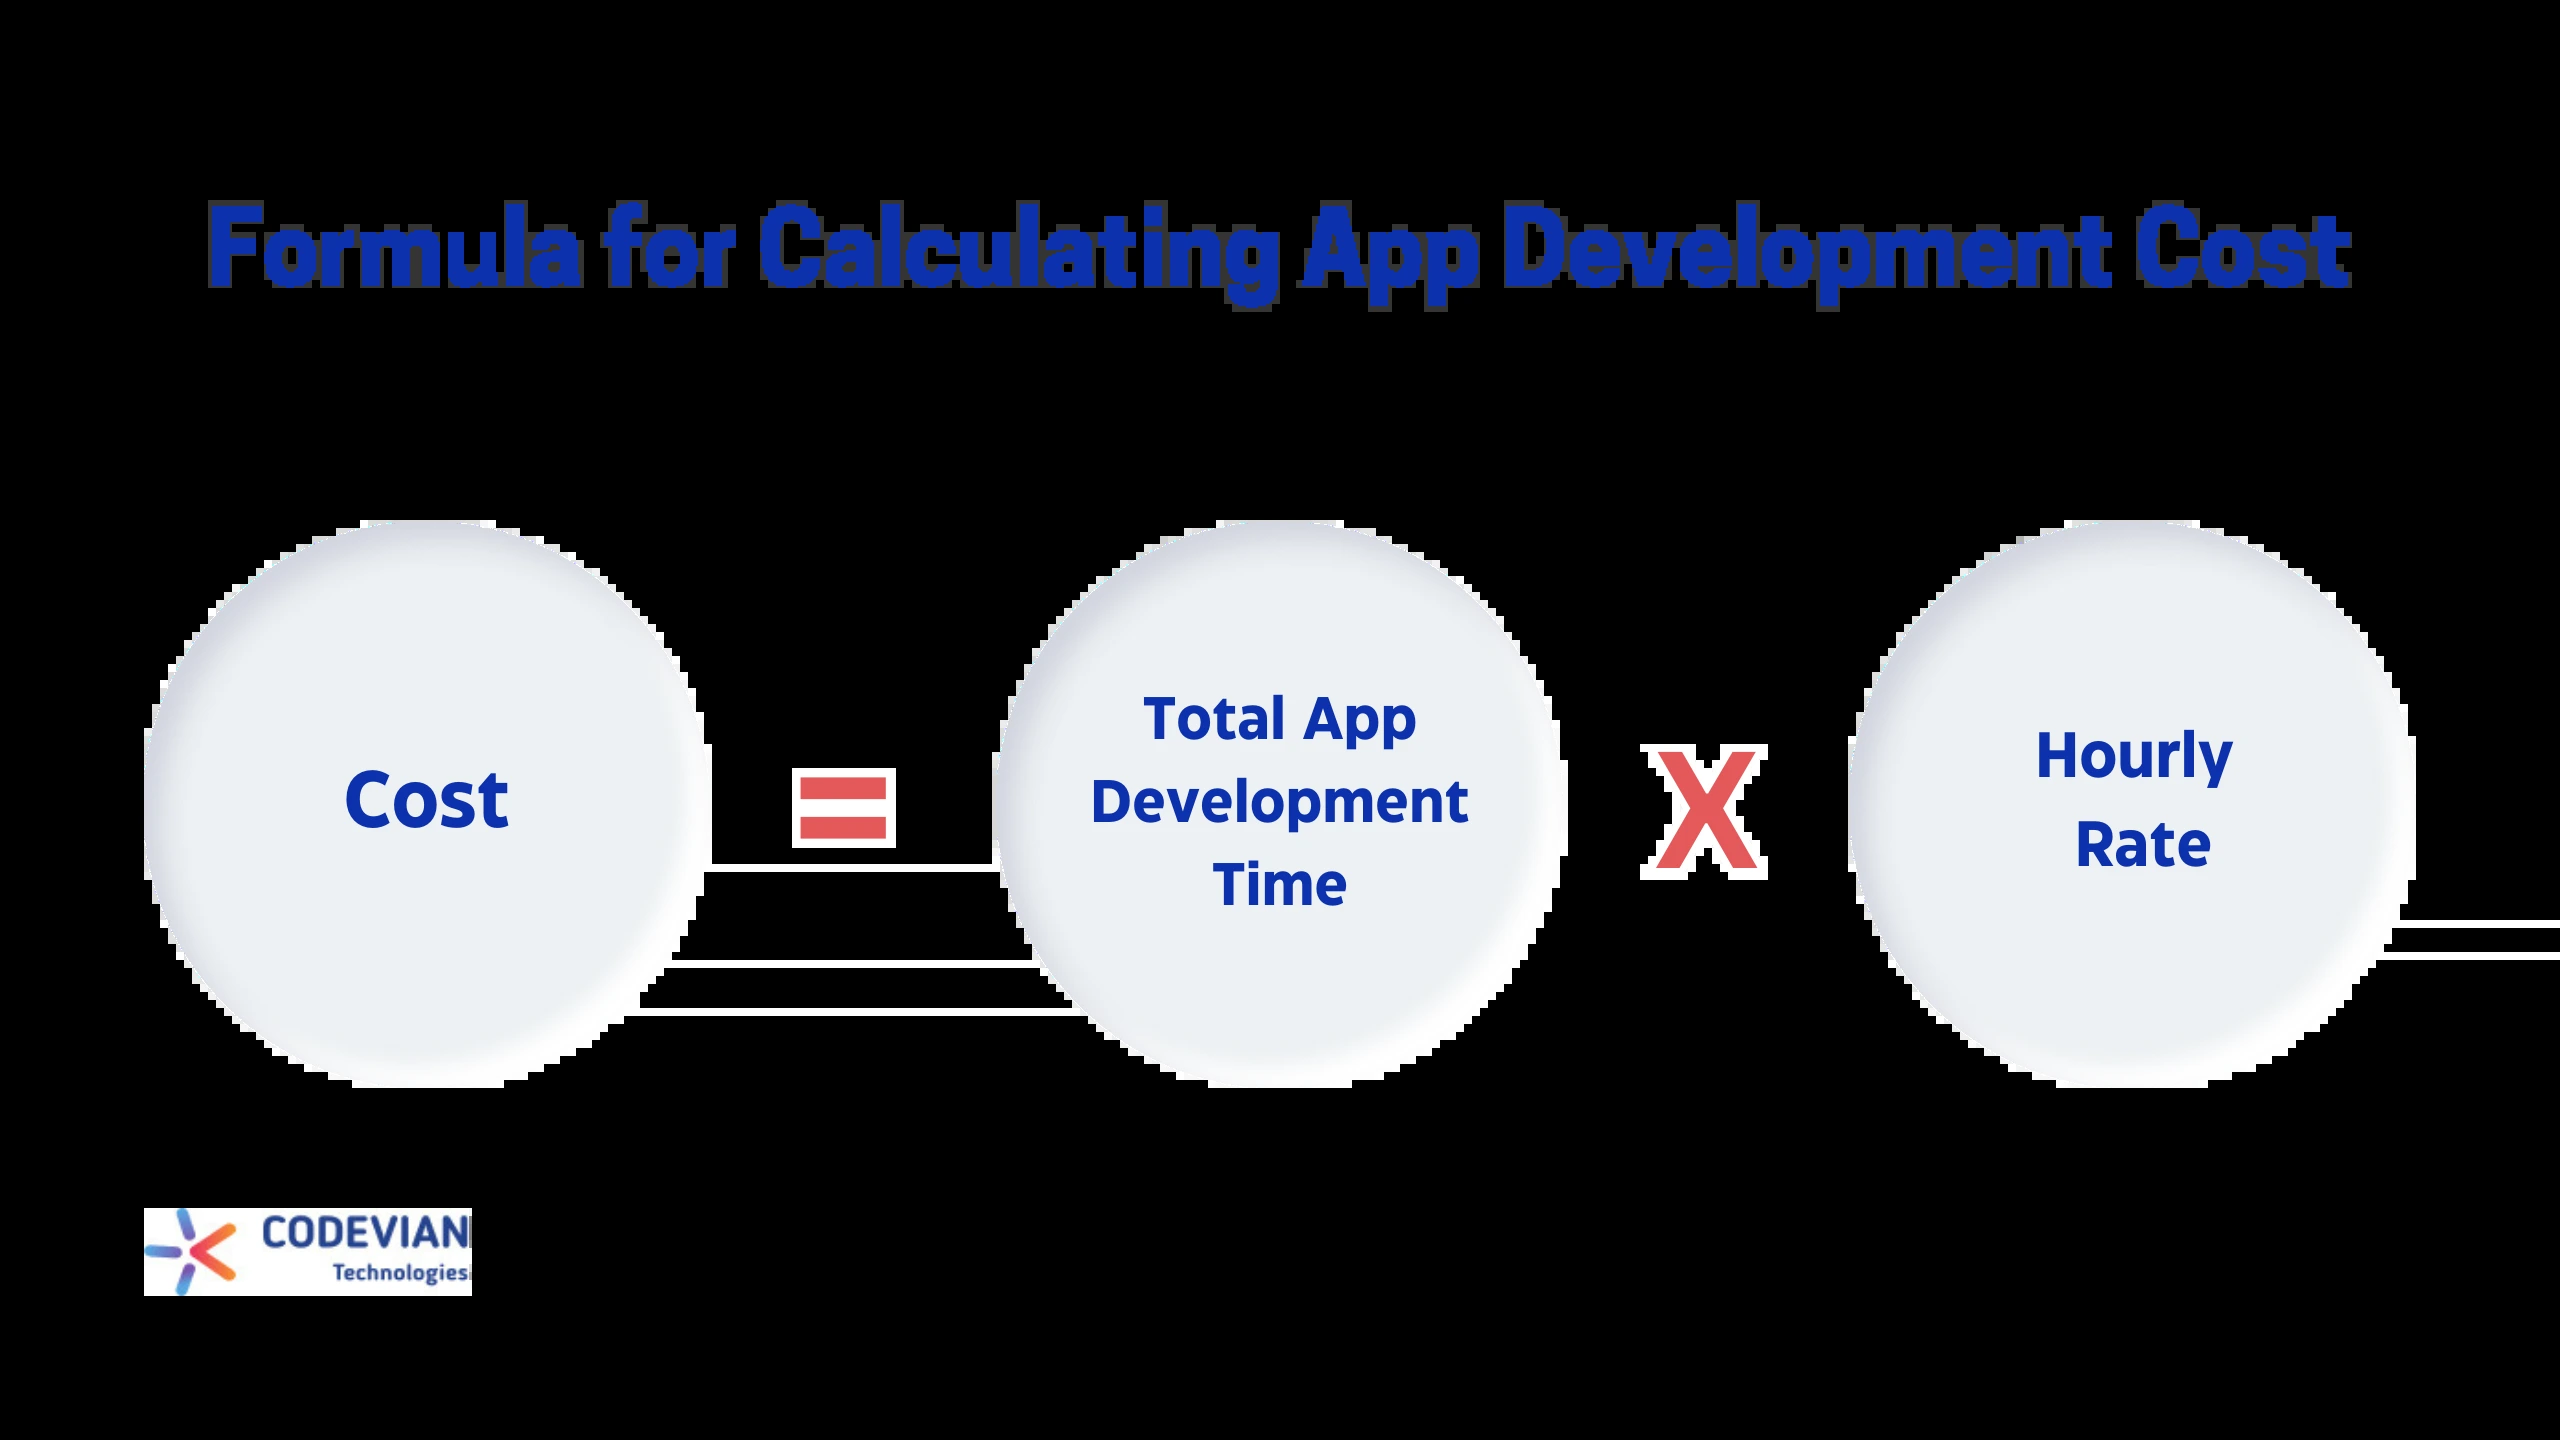 Formula for Calculating App Development Cost
Cost
=
Total App
Development
Time
X
Hourly
Rate
CODEVIAN
Technologies